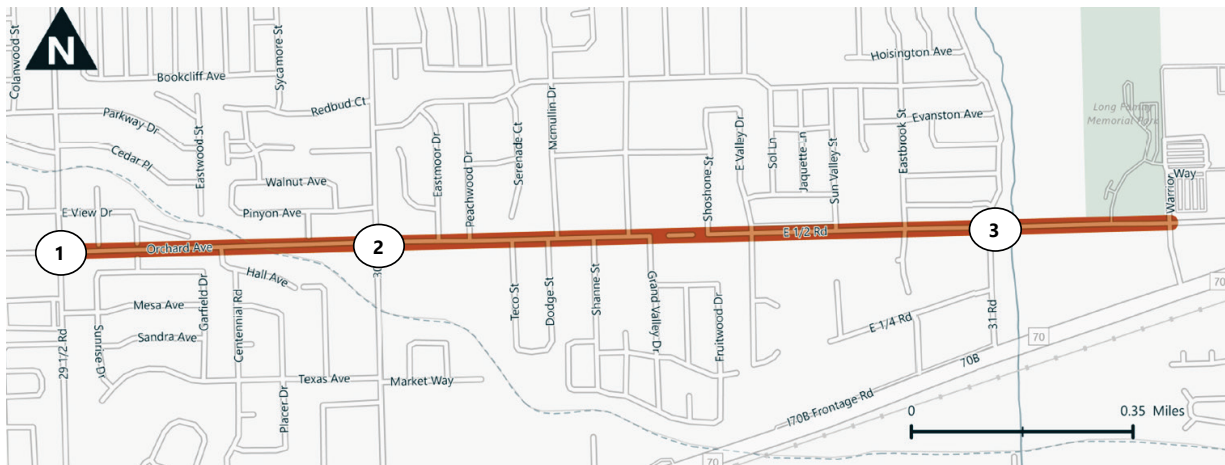 N
Colanwood St
Sycamore St
Bookcliff Ave
Redbud Ct
Parkway Dr
Cedar Pl
Eastwood St
Walnut Ave
Pinyon Ave
E View Dr
Eastmoor Dr
Peachwood Dr
Serenade Ct
Mcmullin Dr
Shoshone St
E Valley Dr
Sol Ln
Jaquette Ln
Sun Valley St
Eastbrook St
Hoisington Ave
Evanston Ave
Long Family
Memorial Park
Warrior Way
1
Orchard Ave
2
E 1/2 Rd
3
29 1/2 Rd
Sunrise Dr
Mesa Ave
Sandra Ave
Garfield Dr
Centennial Rd
Hall Ave
Placer Dr
Texas Ave
Market Way
Teco St
Dodge St
Shanne St
Grand Valley Dr
Fruitwood Dr
E 1/4 Rd
31 Rd
70
70
70B
I70B Frontage Rd
70
0
0.35 Miles